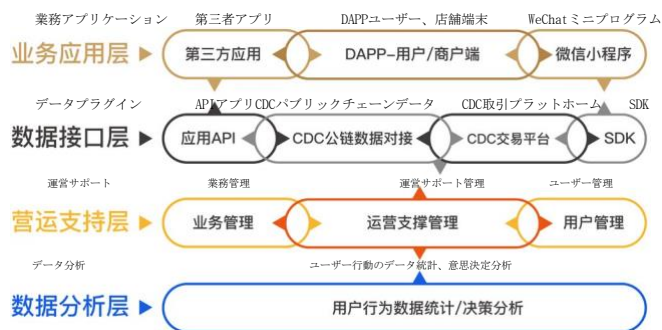 業務アプリケーション 第三者アプリ DAPPユーザー、店舗端末 WeChatミニプログラム
业务应用层 第三方应用 DAPP-用户/商户端 微信小程序
データプラグイン APIアプリCDCパブリックチェーンデータ CDC取引プラットホーム SDK
数据接口层 应用API CDC公链数据对接 CDC交易平台 SDK
運営サポート 業務管理 運営サポート管理 ユーザー管理
营运支持层 业务管理 运营支撑管理 用户管理
データ分析 ユーザー行動のデータ統計、意思決定分析
数据分析层 用户行为数据统计/决策分析